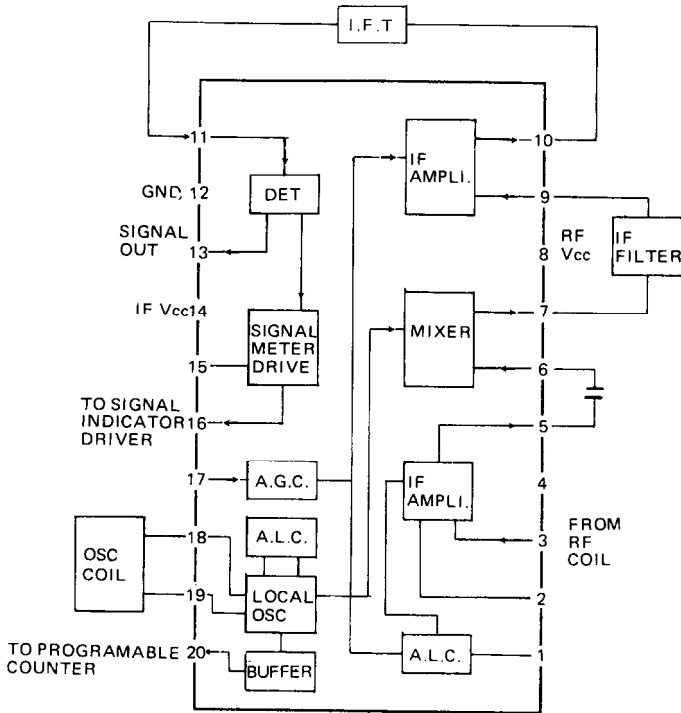 I.F.T
11
10
IF
AMPLI.
GND,
12
DET
9
SIGNAL
OUT
13
RF
Vcc
8
IF
FILTER
IF Vcc
14
7
SIGNAL
METER
DRIVE
MIXER
15
6
TO SIGNAL
INDICATOR
DRIVER
16
5
17
A.G.C.
IF
AMPLI.
4
18
A.L.C.
3
FROM
RF
COIL
OSC
COIL
19
LOCAL
OSC
2
TO PROGRAMABLE
COUNTER
20
BUFFER
A.L.C.
1